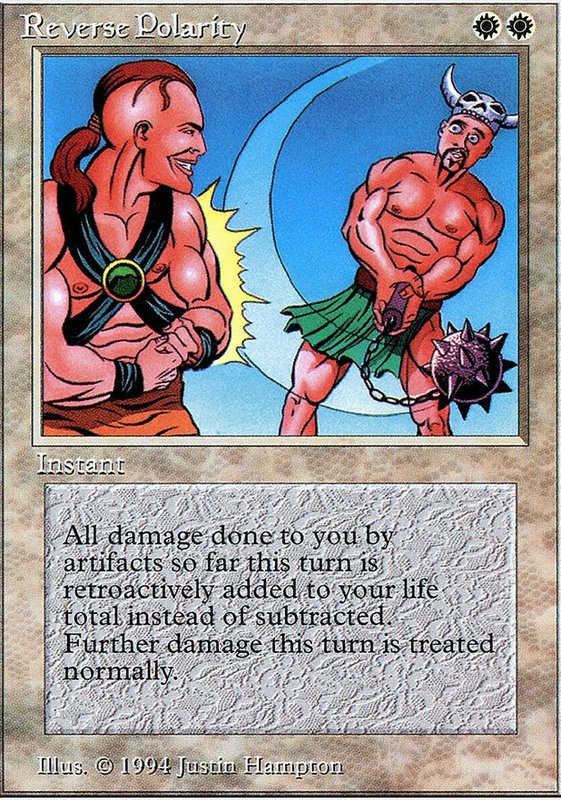 Reverse Polarity
Instant
All damage done to you by
artifacts so far this turn is
retroactively added to your life
total instead of subtracted.
Further damage this turn is treated
normally.
Illus. © 1994 Justin Hampton